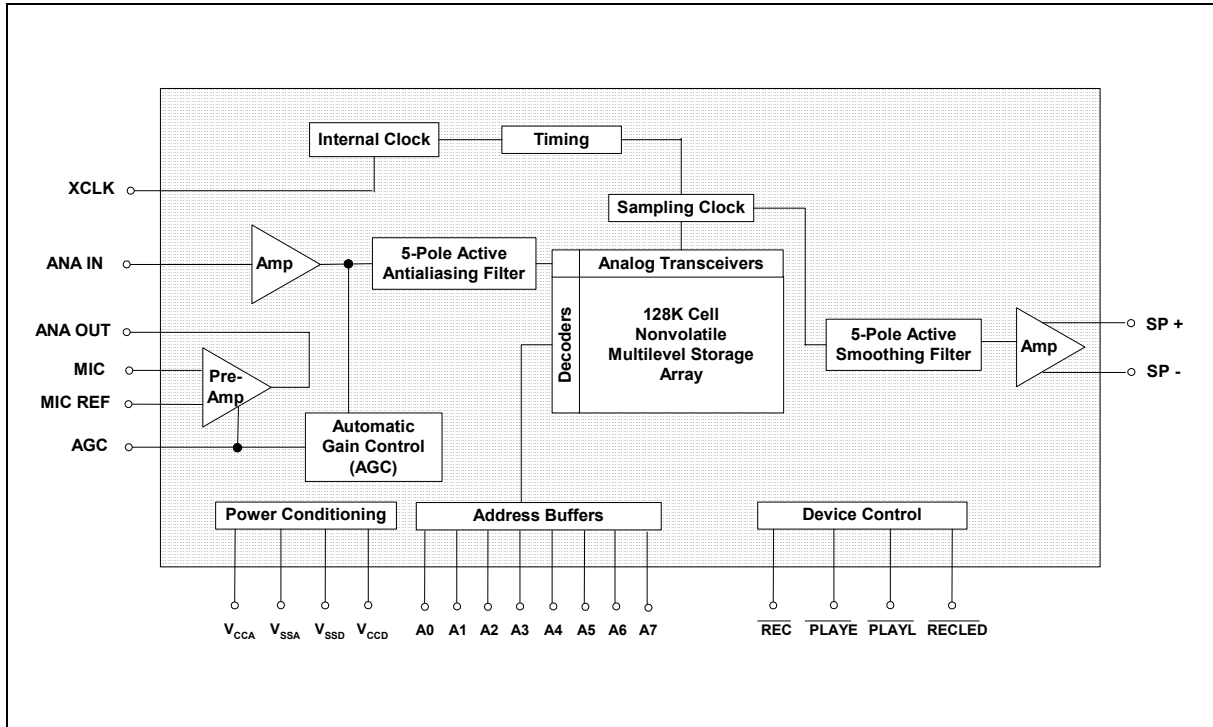 Internal Clock
Timing
XCLK
Sampling Clock
ANA IN
Amp
5-Pole Active
Antialiasing Filter
Analog Transceivers
ANA OUT
Decoders
128K Cell
Nonvolatile
Multilevel Storage
Array
5-Pole Active
Smoothing Filter
Amp
SP +
SP -
MIC
Pre-
Amp
MIC REF
AGC
Automatic
Gain Control
(AGC)
Power Conditioning
Address Buffers
Device Control
VCCA VSSA VSSD VCCD A0 A1 A2 A3 A4 A5 A6 A7 REC PLAYE PLAYL RECLED